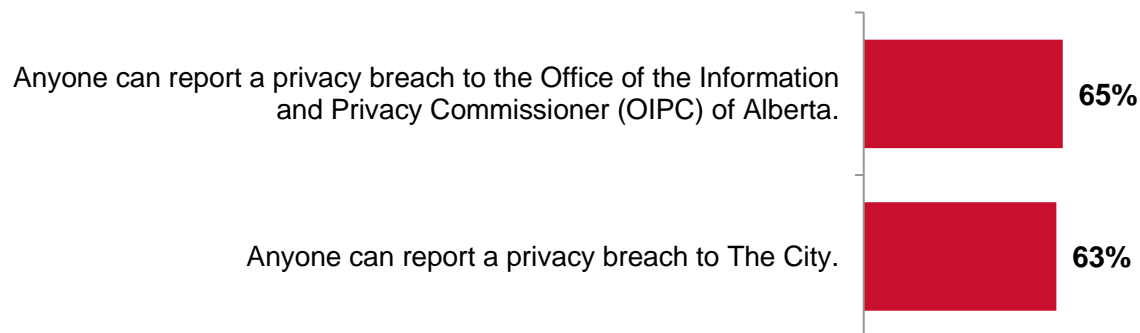 Anyone can report a privacy breach to the Office of the Information
and Privacy Commissioner (OIPC) of Alberta.
65%
Anyone can report a privacy breach to The City.
63%